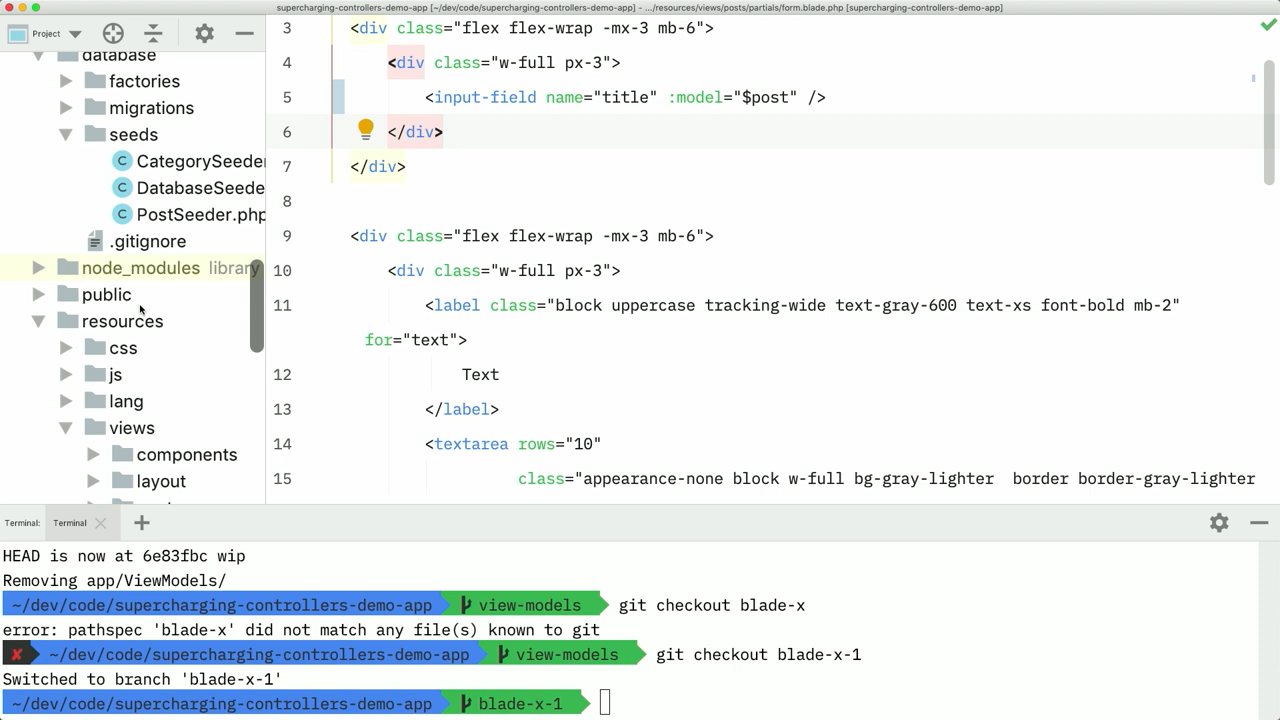 supercharging-controllers-demo-app [~/dev/code/supercharging-controllers-demo-app] - .../resources/views/posts/partials/form.blade.php [supercharging-controllers-demo-app]
Project
database
factories
migrations
seeds
CategorySeeder
DatabaseSeede
PostSeeder.php
.gitignore
node_modules library
public
resources
css
js
lang
views
components
layout
3 <div class="flex flex-wrap -mx-3 mb-6">
4 <div class="w-full px-3">
5 <input-field name="title" :model="$post" />
6 </div>
7 </div>
8
9 <div class="flex flex-wrap -mx-3 mb-6">
10 <div class="w-full px-3">
11 <label class="block uppercase tracking-wide text-gray-600 text-xs font-bold mb-2"
for="text">
12 Text
13 </label>
14 <textarea rows="10"
15 class="appearance-none block w-full bg-gray-lighter  border border-gray-lighter
Terminal: Terminal
HEAD is now at 6e83fbc wip
Removing app/ViewModels/
~/dev/code/supercharging-controllers-demo-app view-models git checkout blade-x
error: pathspec 'blade-x' did not match any file(s) known to git
✘ ~/dev/code/supercharging-controllers-demo-app view-models git checkout blade-x-1
Switched to branch 'blade-x-1'
~/dev/code/supercharging-controllers-demo-app blade-x-1